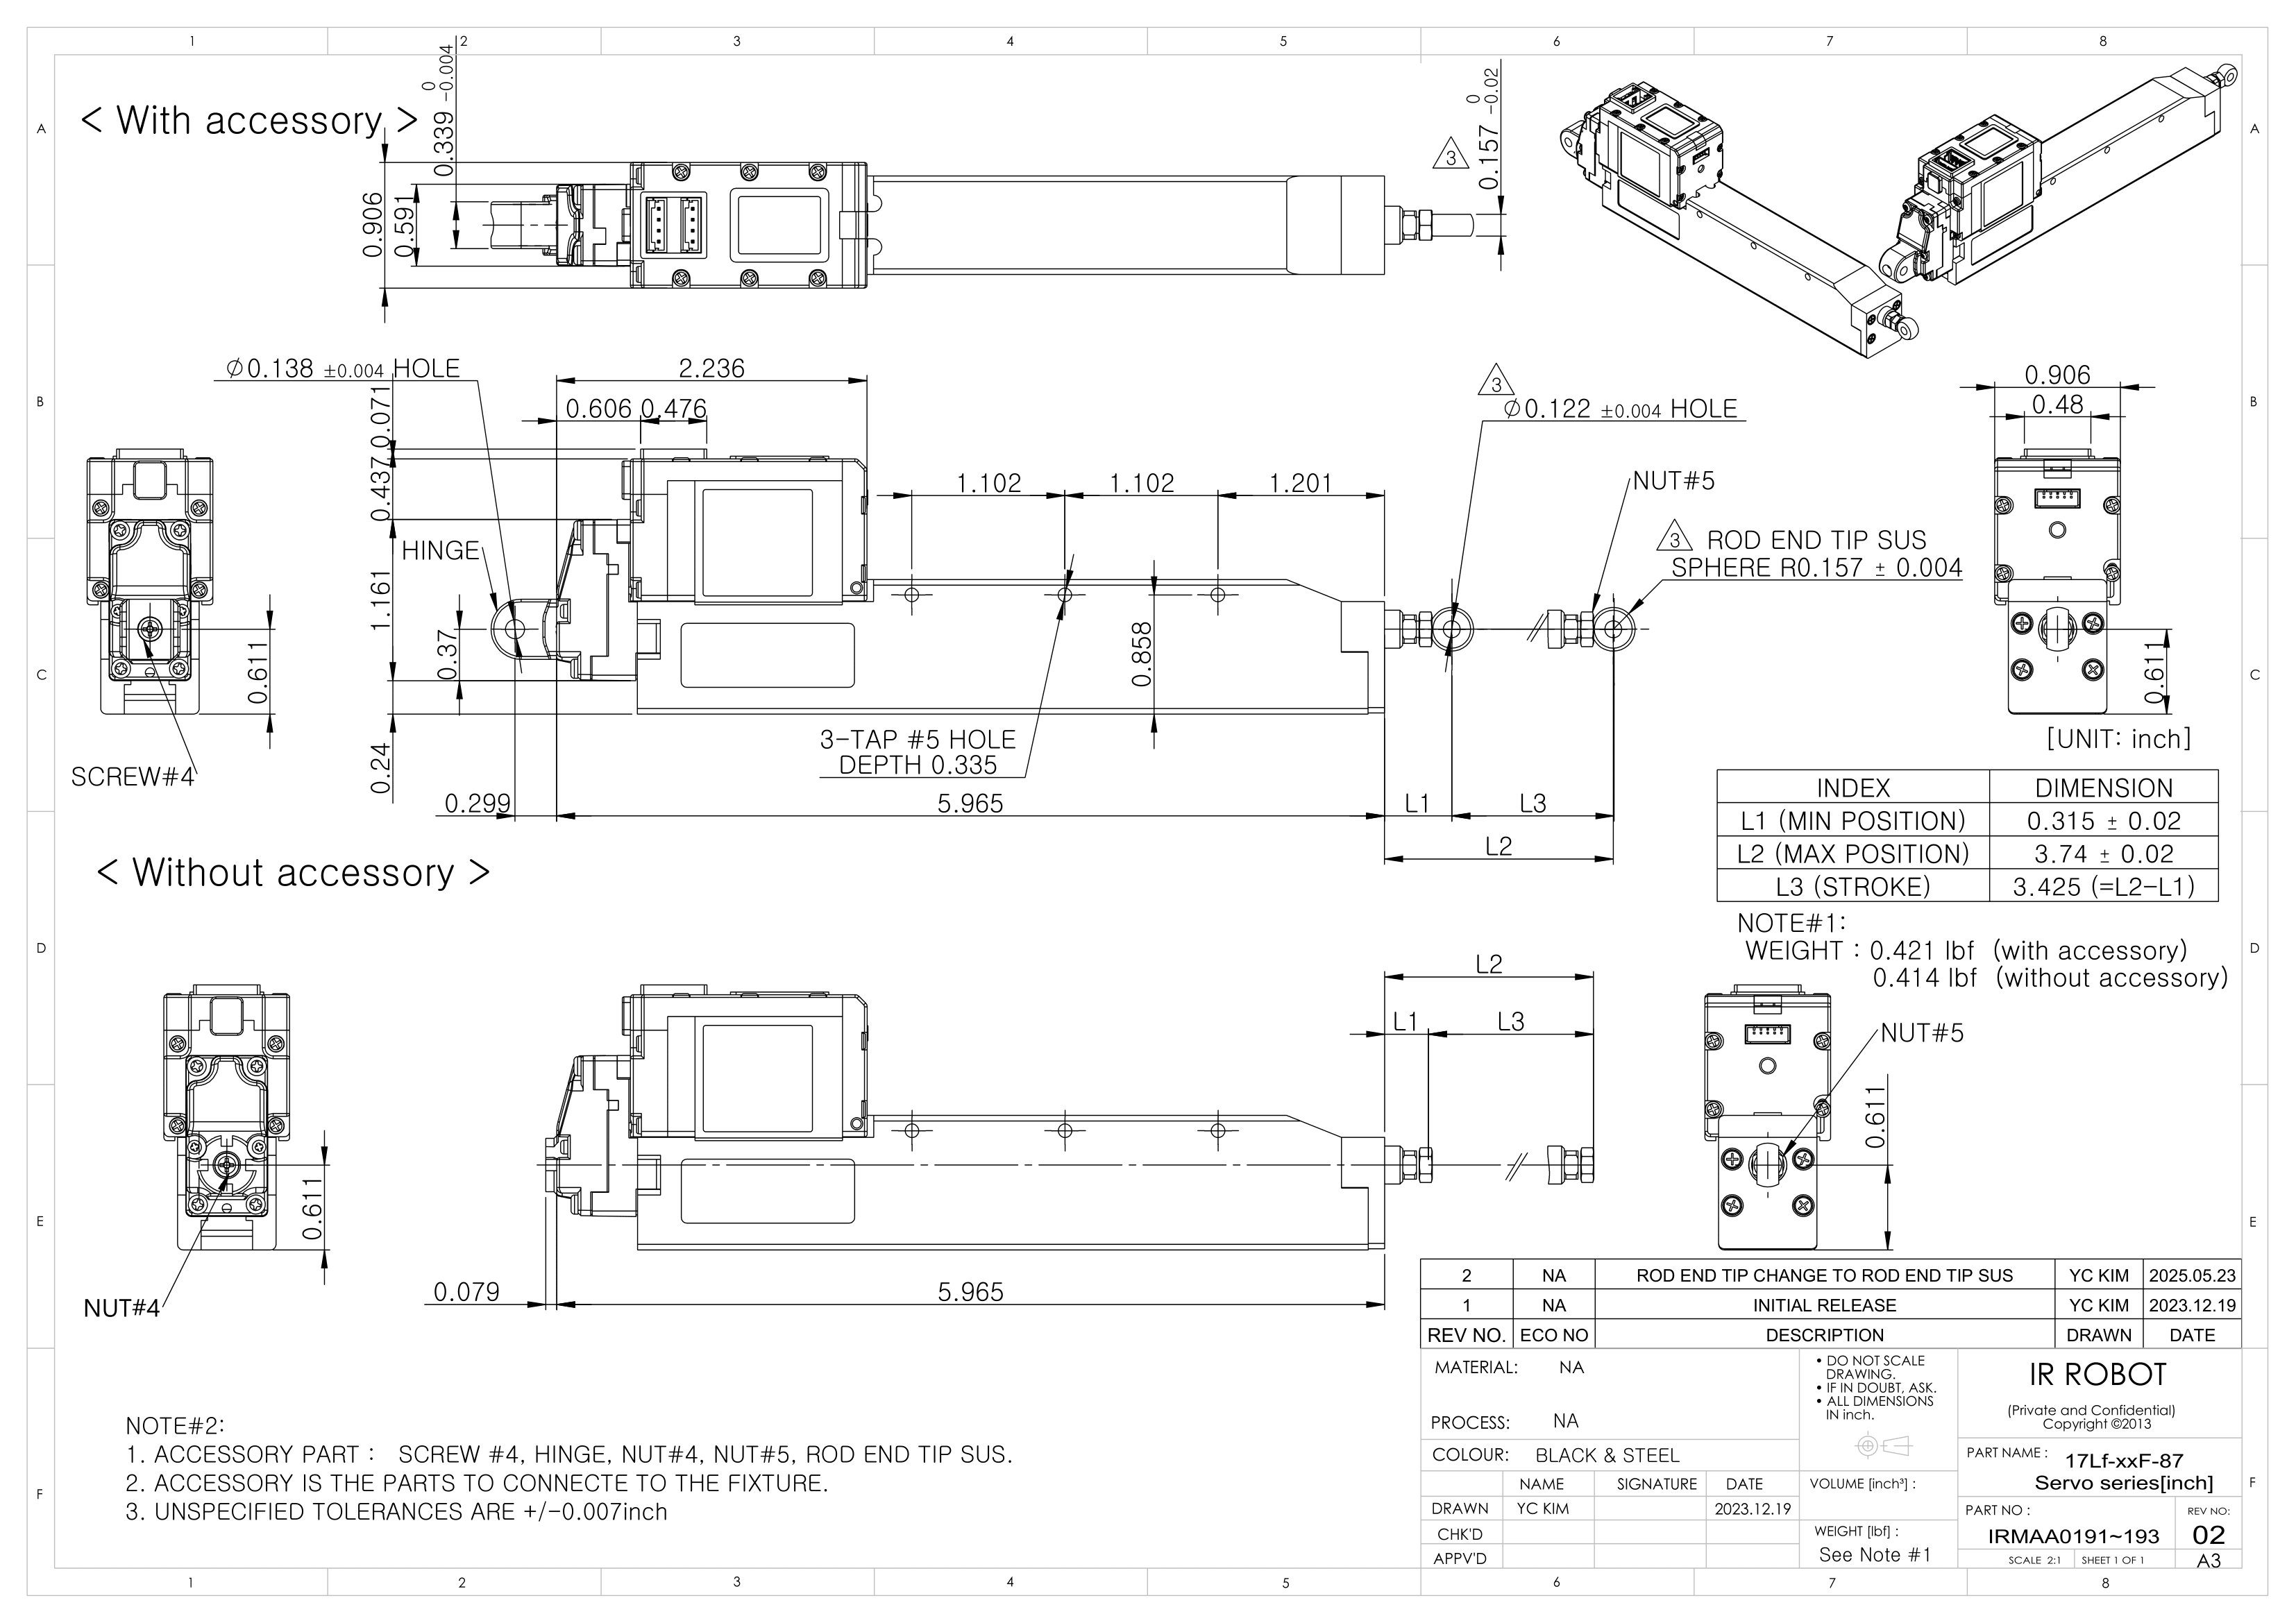 1 2 3 4 5 6 7 8
A
A
B
B
C
C
D
D
E
E
F
F
1 2 3 4 5 6 7 8
< With accessory >
0.906
0.591
0.339 0 -0.004
3
0.157 0 -0.02
Ø0.138 ±0.004 HOLE
2.236
0.606
0.476
0.071
0.437
1.161
0.37
0.24
HINGE
0.611
SCREW#4
1.102
1.102
1.201
0.858
3-TAP #5 HOLE
DEPTH 0.335
0.299
5.965
L1
L3
L2
3
Ø0.122 ±0.004 HOLE
NUT#5
3 ROD END TIP SUS
SPHERE R0.157 ± 0.004
0.906
0.48
0.611
[UNIT: inch]
INDEX DIMENSION
L1 (MIN POSITION) 0.315 ± 0.02
L2 (MAX POSITION) 3.74 ± 0.02
L3 (STROKE) 3.425 (=L2-L1)
NOTE#1:
WEIGHT : 0.421 lbf (with accessory)
0.414 lbf (without accessory)
< Without accessory >
0.611
NUT#4
0.079
5.965
L2
L1
L3
NUT#5
0.611
2 NA ROD END TIP CHANGE TO ROD END TIP SUS YC KIM 2025.05.23
1 NA INITIAL RELEASE YC KIM 2023.12.19
REV NO. ECO NO DESCRIPTION DRAWN DATE
MATERIAL: NA
PROCESS: NA
COLOUR: BLACK & STEEL
NAME SIGNATURE DATE
DRAWN YC KIM 2023.12.19
CHK'D
APPV'D
• DO NOT SCALE
DRAWING.
• IF IN DOUBT, ASK.
• ALL DIMENSIONS
IN inch.
VOLUME [inch³] :
WEIGHT [lbf] :
See Note #1
IR ROBOT
(Private and Confidential)
Copyright ©2013
PART NAME : 17Lf-xxF-87
Servo series[inch]
PART NO :
IRMAA0191~193
REV NO:
02
SCALE 2:1 SHEET 1 OF 1 A3
NOTE#2:
1. ACCESSORY PART : SCREW #4, HINGE, NUT#4, NUT#5, ROD END TIP SUS.
2. ACCESSORY IS THE PARTS TO CONNECTE TO THE FIXTURE.
3. UNSPECIFIED TOLERANCES ARE +/-0.007inch